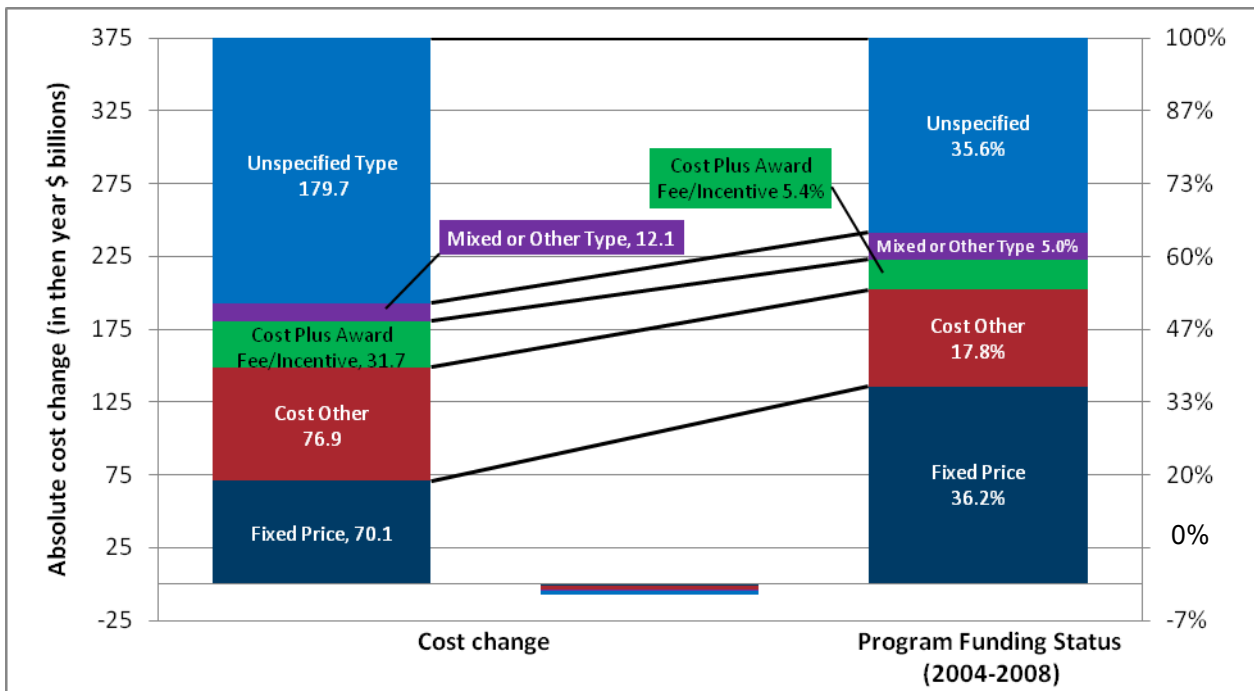 Absolute cost change (in then year $ billions)
375
325
275
225
175
125
75
25
-25
Unspecified Type
179.7
Mixed or Other Type, 12.1
Cost Plus Award
Fee/Incentive, 31.7
Cost Other
76.9
Fixed Price, 70.1
Cost Plus Award
Fee/Incentive 5.4%
Unspecified
35.6%
Mixed or Other Type 5.0%
Cost Other
17.8%
Fixed Price
36.2%
100%
87%
73%
60%
47%
33%
20%
0%
-7%
Cost change
Program Funding Status
(2004-2008)